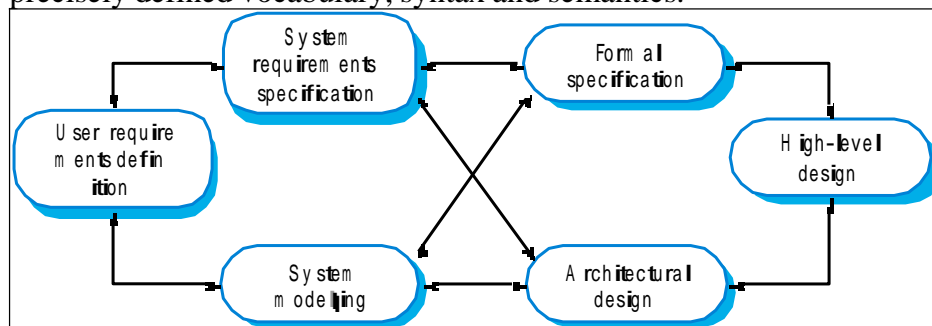 precisely defined vocabulary, syntax and semantics.
System
requirements
specification
Formal
specification
User require
ments defin
ition
High-level
design
System
modelling
Architectural
design